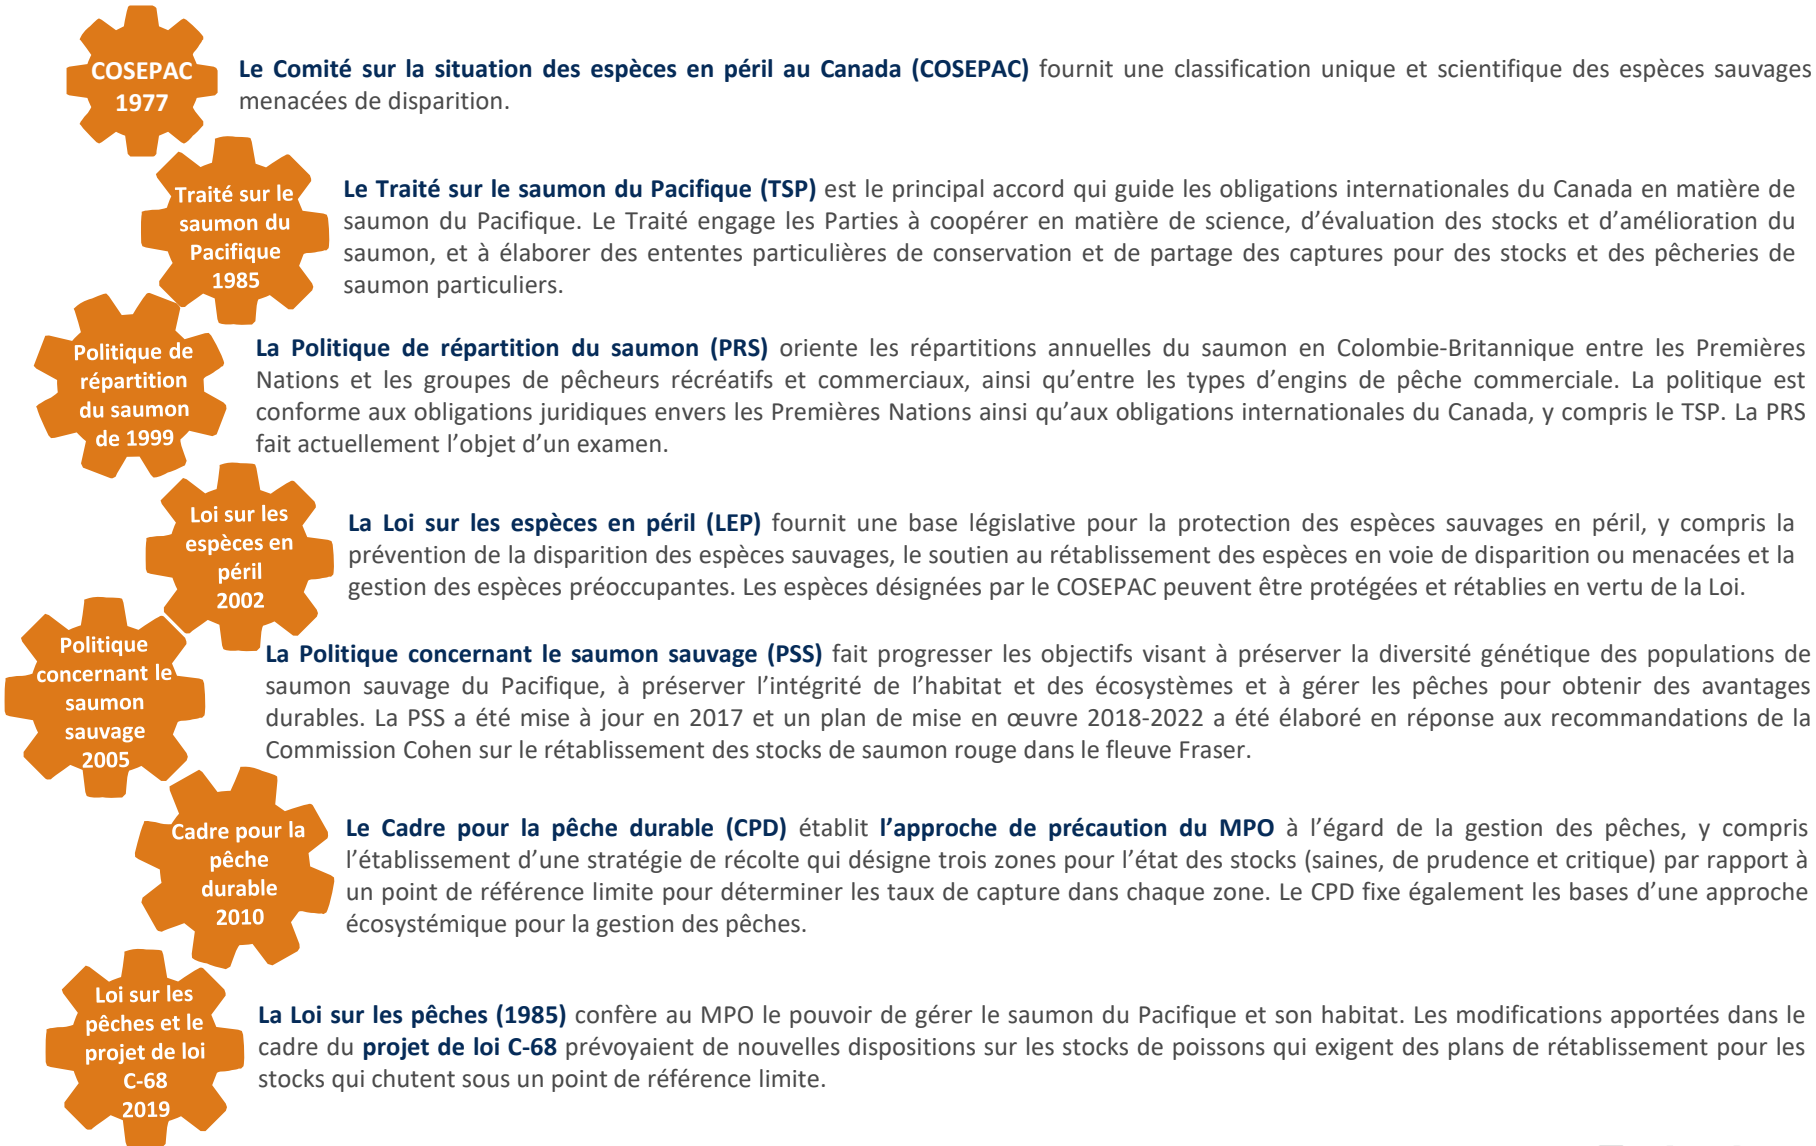 COSEPAC
1977
Le Comité sur la situation des espèces en péril au Canada (COSEPAC) fournit une classification unique et scientifique des espèces sauvages
menacées de disparition.
Traité sur le
saumon du
Pacifique
1985
Le Traité sur le saumon du Pacifique (TSP) est le principal accord qui guide les obligations internationales du Canada en matière de
saumon du Pacifique. Le Traité engage les Parties à coopérer en matière de science, d’évaluation des stocks et d’amélioration du
saumon, et à élaborer des ententes particulières de conservation et de partage des captures pour des stocks et des pêcheries de
saumon particuliers.
Politique de
répartition
du saumon
de 1999
La Politique de répartition du saumon (PRS) oriente les répartitions annuelles du saumon en Colombie-Britannique entre les Premières
Nations et les groupes de pêcheurs récréatifs et commerciaux, ainsi qu’entre les types d’engins de pêche commerciale. La politique est
conforme aux obligations juridiques envers les Premières Nations ainsi qu’aux obligations internationales du Canada, y compris le TSP. La PRS
fait actuellement l’objet d’un examen.
Loi sur les
espèces en
péril
2002
La Loi sur les espèces en péril (LEP) fournit une base législative pour la protection des espèces sauvages en péril, y compris la
prévention de la disparition des espèces sauvages, le soutien au rétablissement des espèces en voie de disparition ou menacées et la
gestion des espèces préoccupantes. Les espèces désignées par le COSEPAC peuvent être protégées et rétablies en vertu de la Loi.
Politique
concernant le
saumon
sauvage
2005
La Politique concernant le saumon sauvage (PSS) fait progresser les objectifs visant à préserver la diversité génétique des populations de
saumon sauvage du Pacifique, à préserver l’intégrité de l’habitat et des écosystèmes et à gérer les pêches pour obtenir des avantages
durables. La PSS a été mise à jour en 2017 et un plan de mise en œuvre 2018-2022 a été élaboré en réponse aux recommandations de la
Commission Cohen sur le rétablissement des stocks de saumon rouge dans le fleuve Fraser.
Cadre pour la
pêche
durable
2010
Le Cadre pour la pêche durable (CPD) établit l’approche de précaution du MPO à l’égard de la gestion des pêches, y compris
l’établissement d’une stratégie de récolte qui désigne trois zones pour l’état des stocks (saines, de prudence et critique) par rapport à
un point de référence limite pour déterminer les taux de capture dans chaque zone. Le CPD fixe également les bases d’une approche
écosystémique pour la gestion des pêches.
Loi sur les
pêches et le
projet de loi
C-68
2019
La Loi sur les pêches (1985) confère au MPO le pouvoir de gérer le saumon du Pacifique et son habitat. Les modifications apportées dans le
cadre du projet de loi C-68 prévoyaient de nouvelles dispositions sur les stocks de poissons qui exigent des plans de rétablissement pour les
stocks qui chutent sous un point de référence limite.